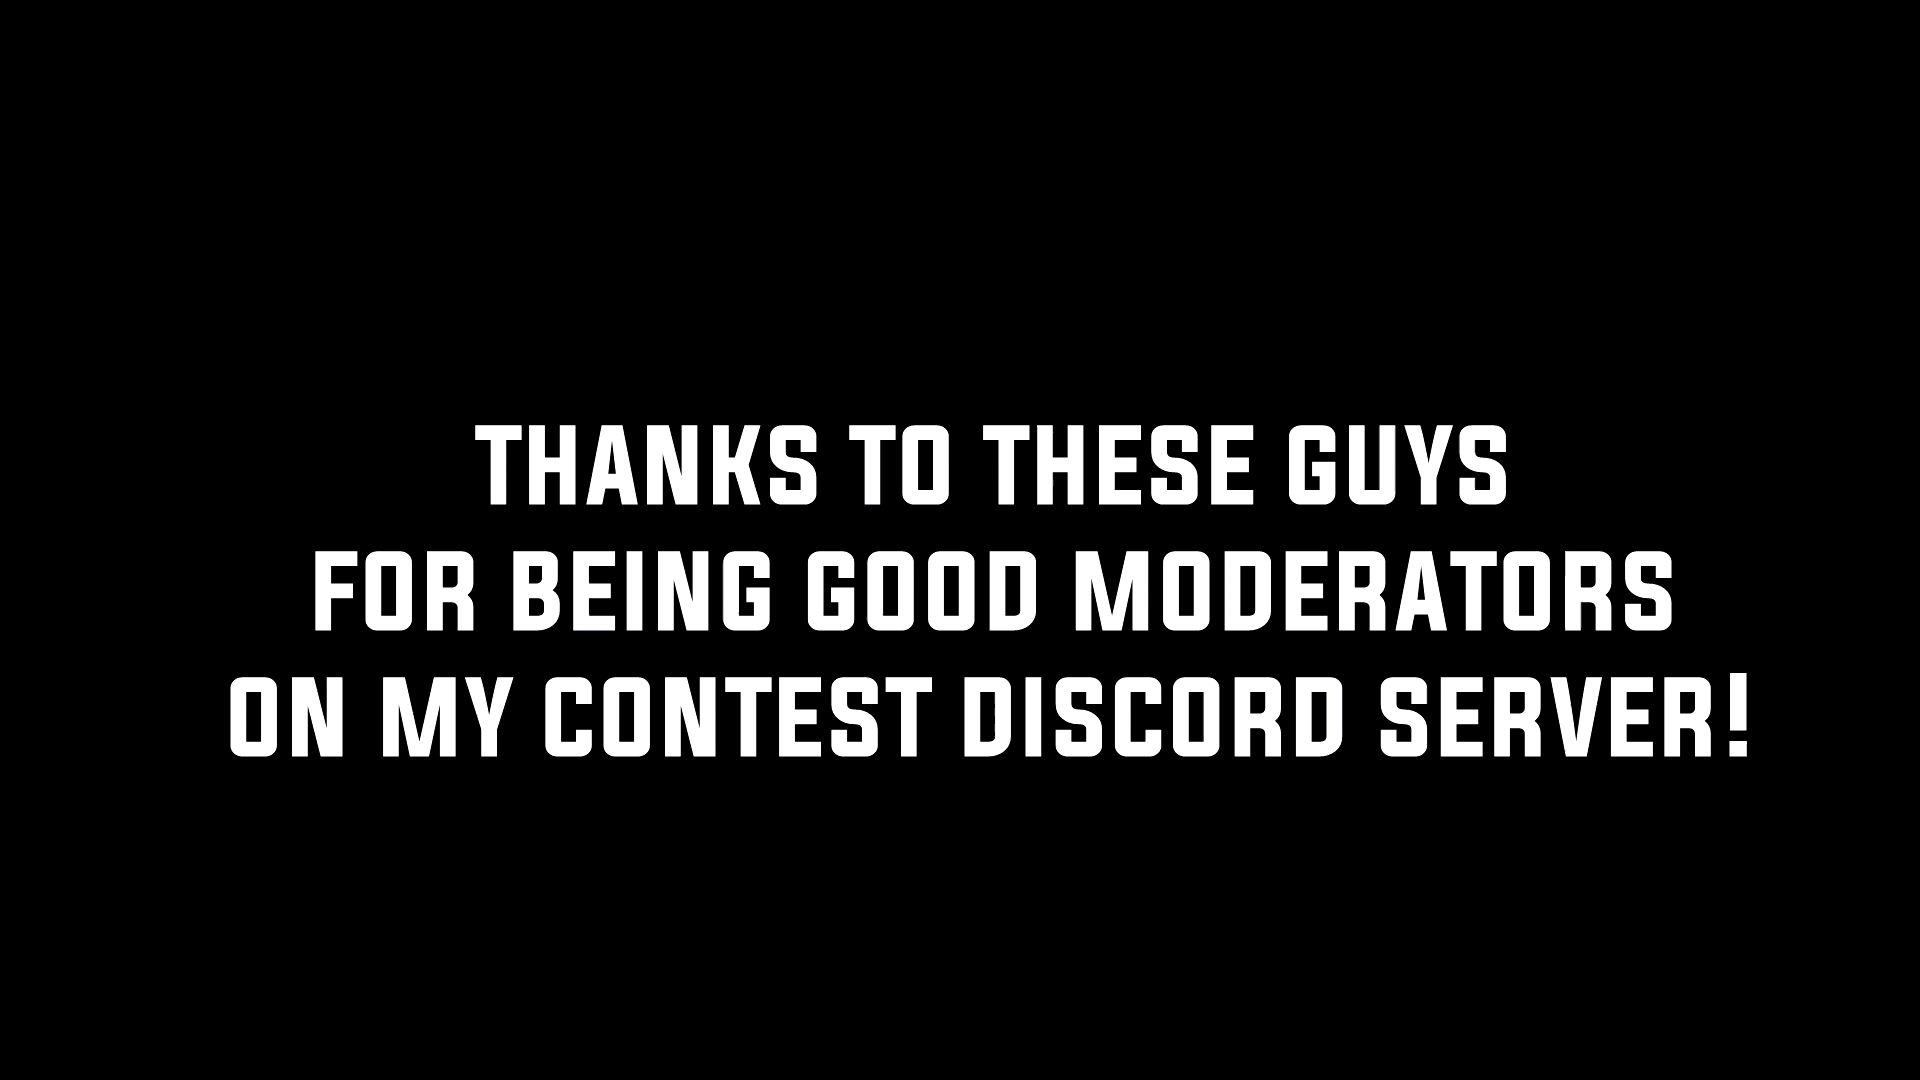 THANKS TO THESE GUYS
FOR BEING GOOD MODERATORS
ON MY CONTEST DISCORD SERVER!